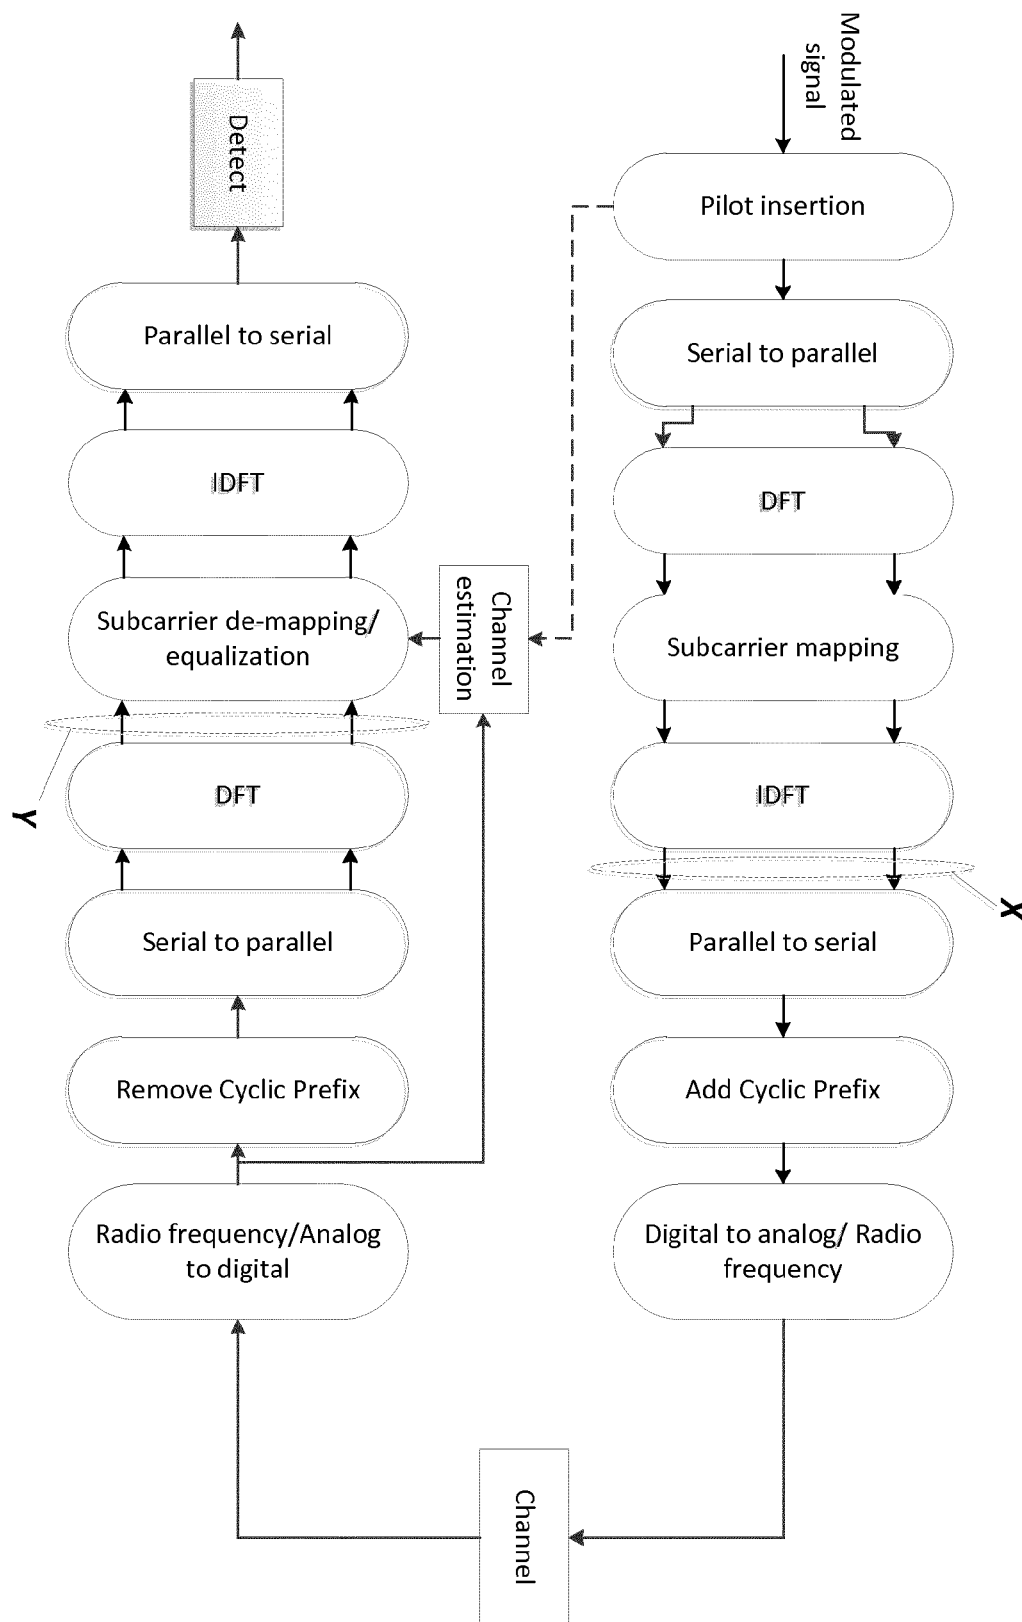 Modulated
signal
Pilot insertion
Serial to parallel
DFT
Subcarrier mapping
IDFT
X
Parallel to serial
Add Cyclic Prefix
Digital to analog/ Radio
frequency
Channel
Radio frequency/Analog
to digital
Remove Cyclic Prefix
Serial to parallel
DFT
Y
Channel
estimation
Subcarrier de-mapping/
equalization
IDFT
Parallel to serial
Detect